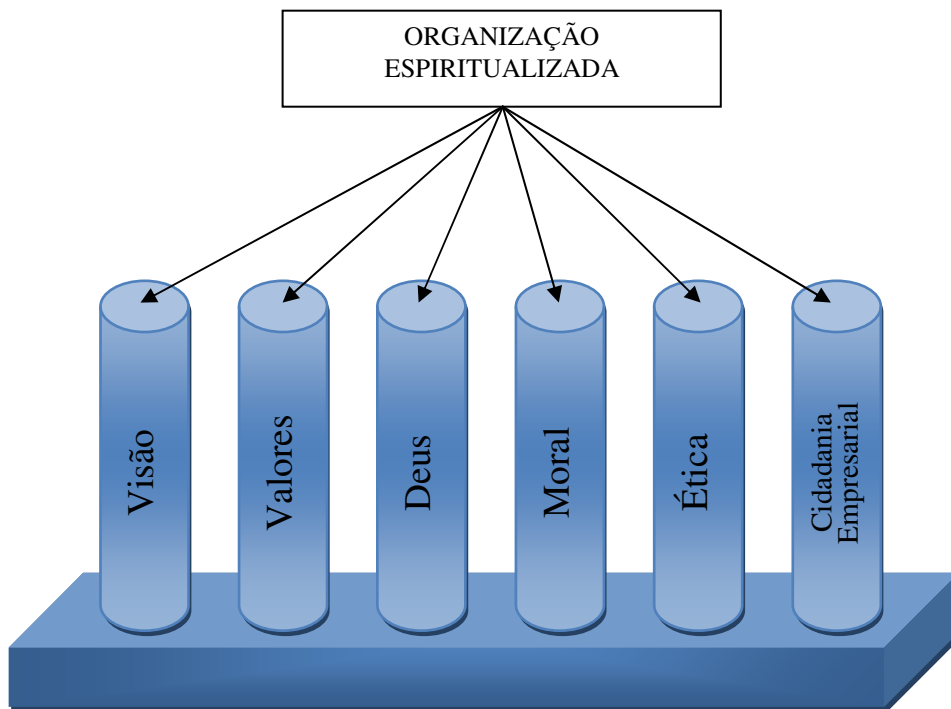 ORGANIZAÇÃO
ESPIRITUALIZADA
Visão
Valores
Deus
Moral
Ética
Cidadania
Empresarial